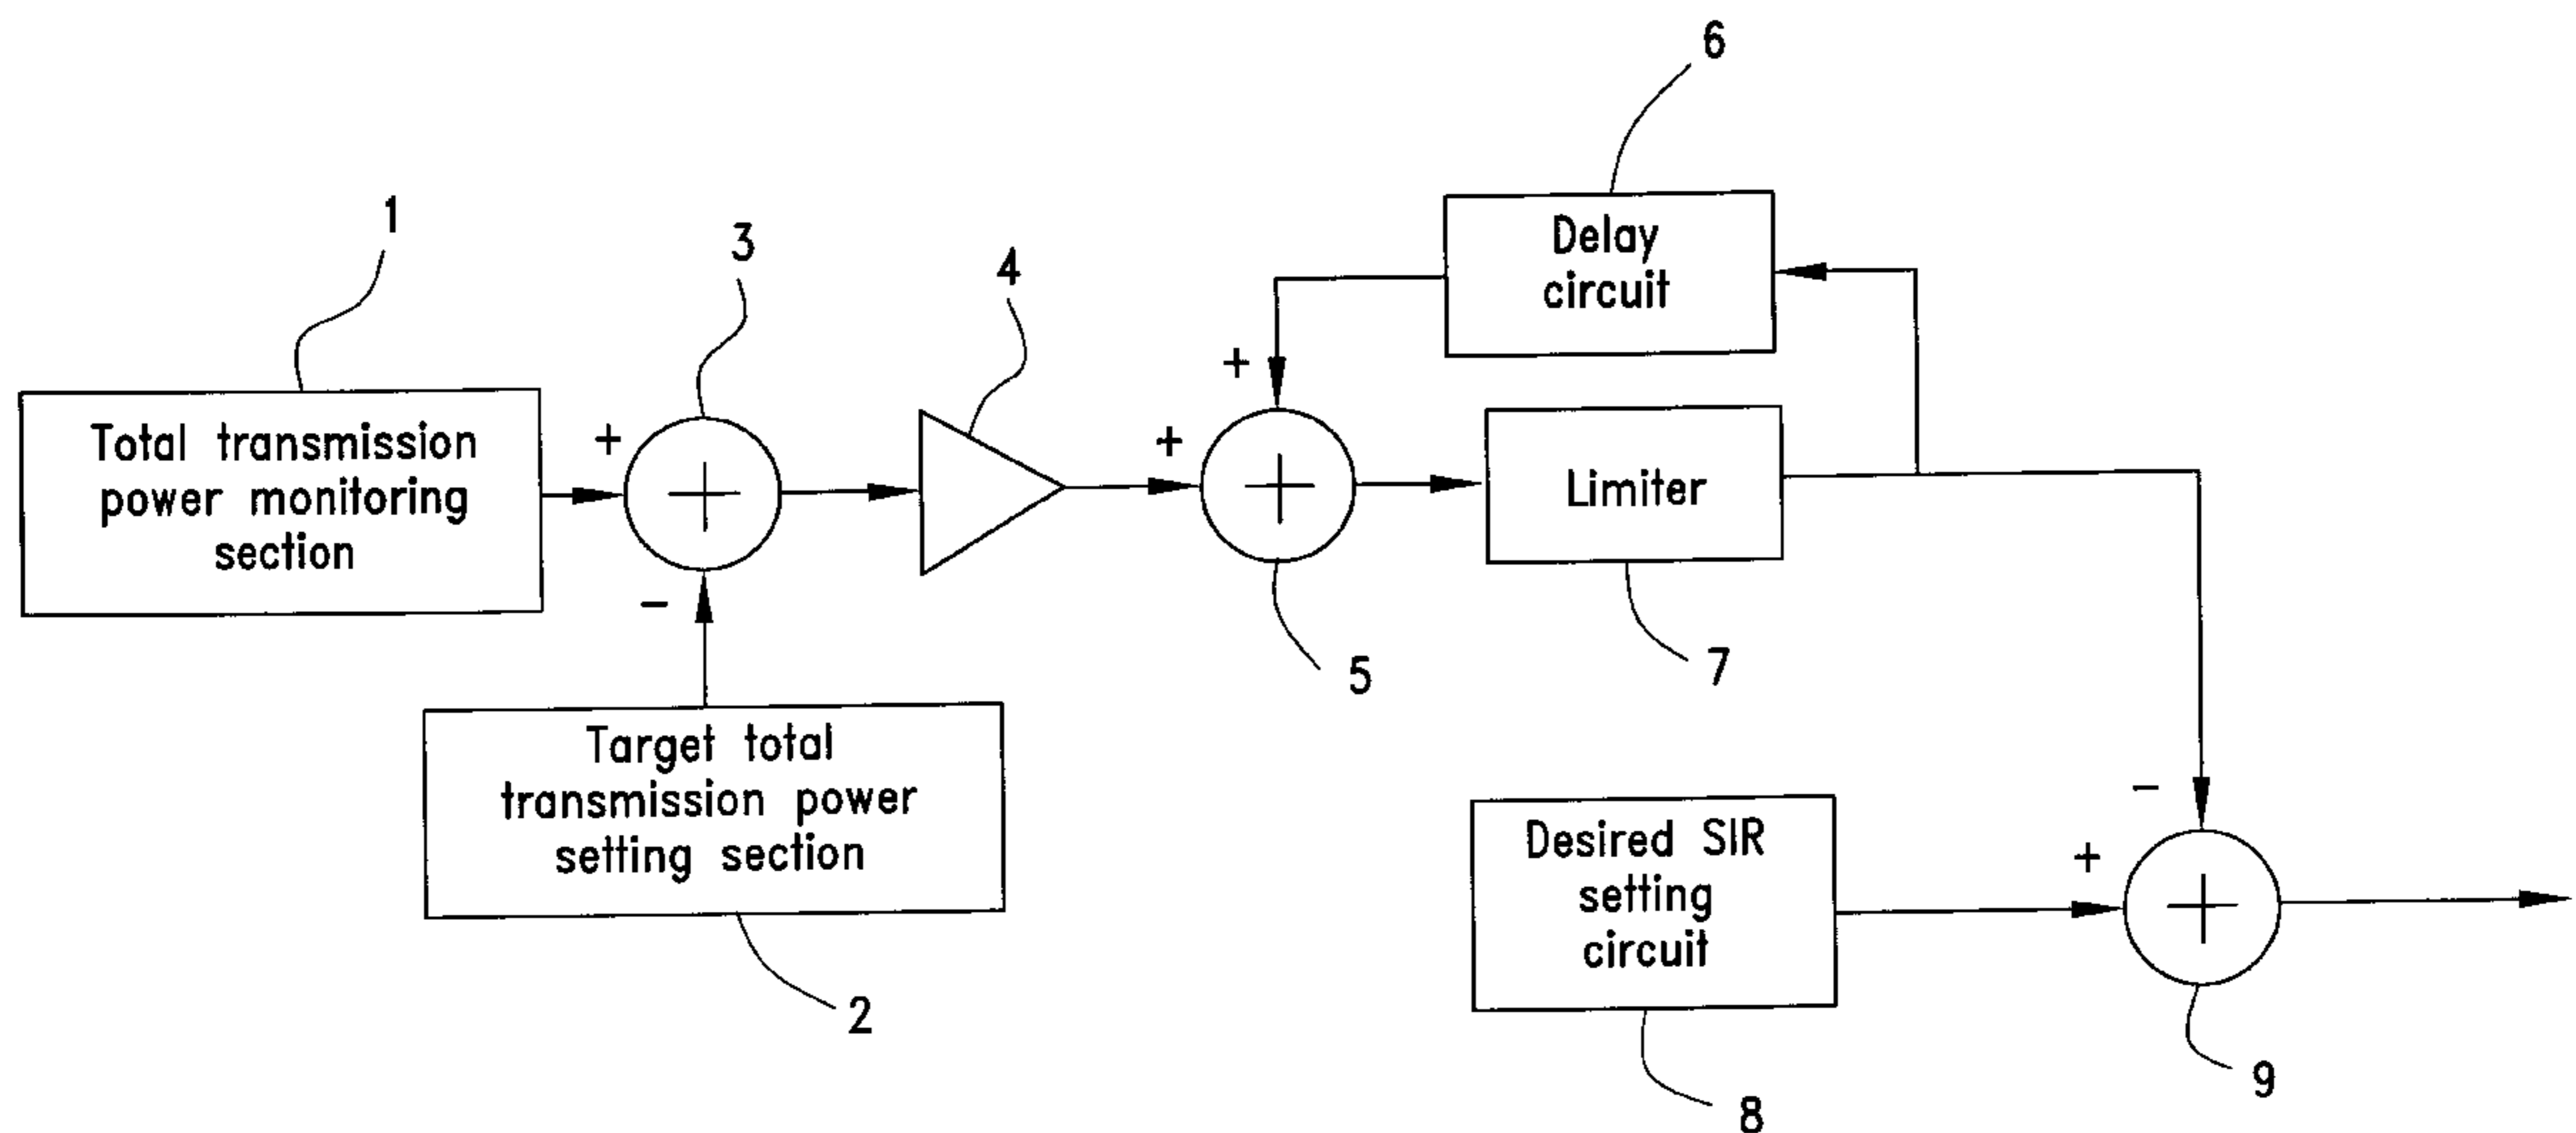 6
1
3
4
Delay
circuit
+
+
+
Total transmission
power monitoring
section
+
+
Limiter
-
5
7
Target total
transmission power
setting section
-
+
Desired SIR
setting
circuit
+
2
9
8